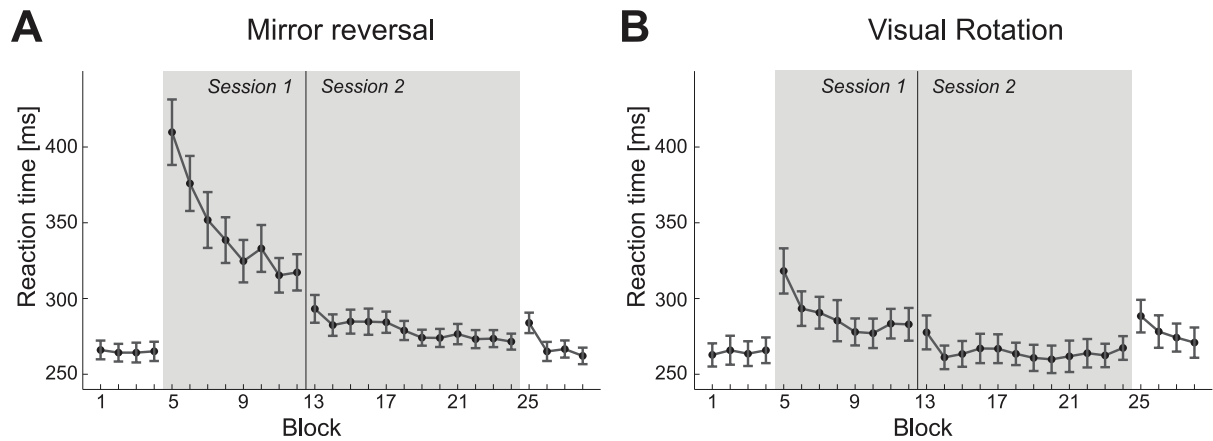 A
Mirror reversal
Session 1
Session 2
Reaction time [ms]
400
350
300
250
1
5
9
13
17
21
25
Block
B
Visual Rotation
Session 1
Session 2
Reaction time [ms]
400
350
300
250
1
5
9
13
17
21
25
Block